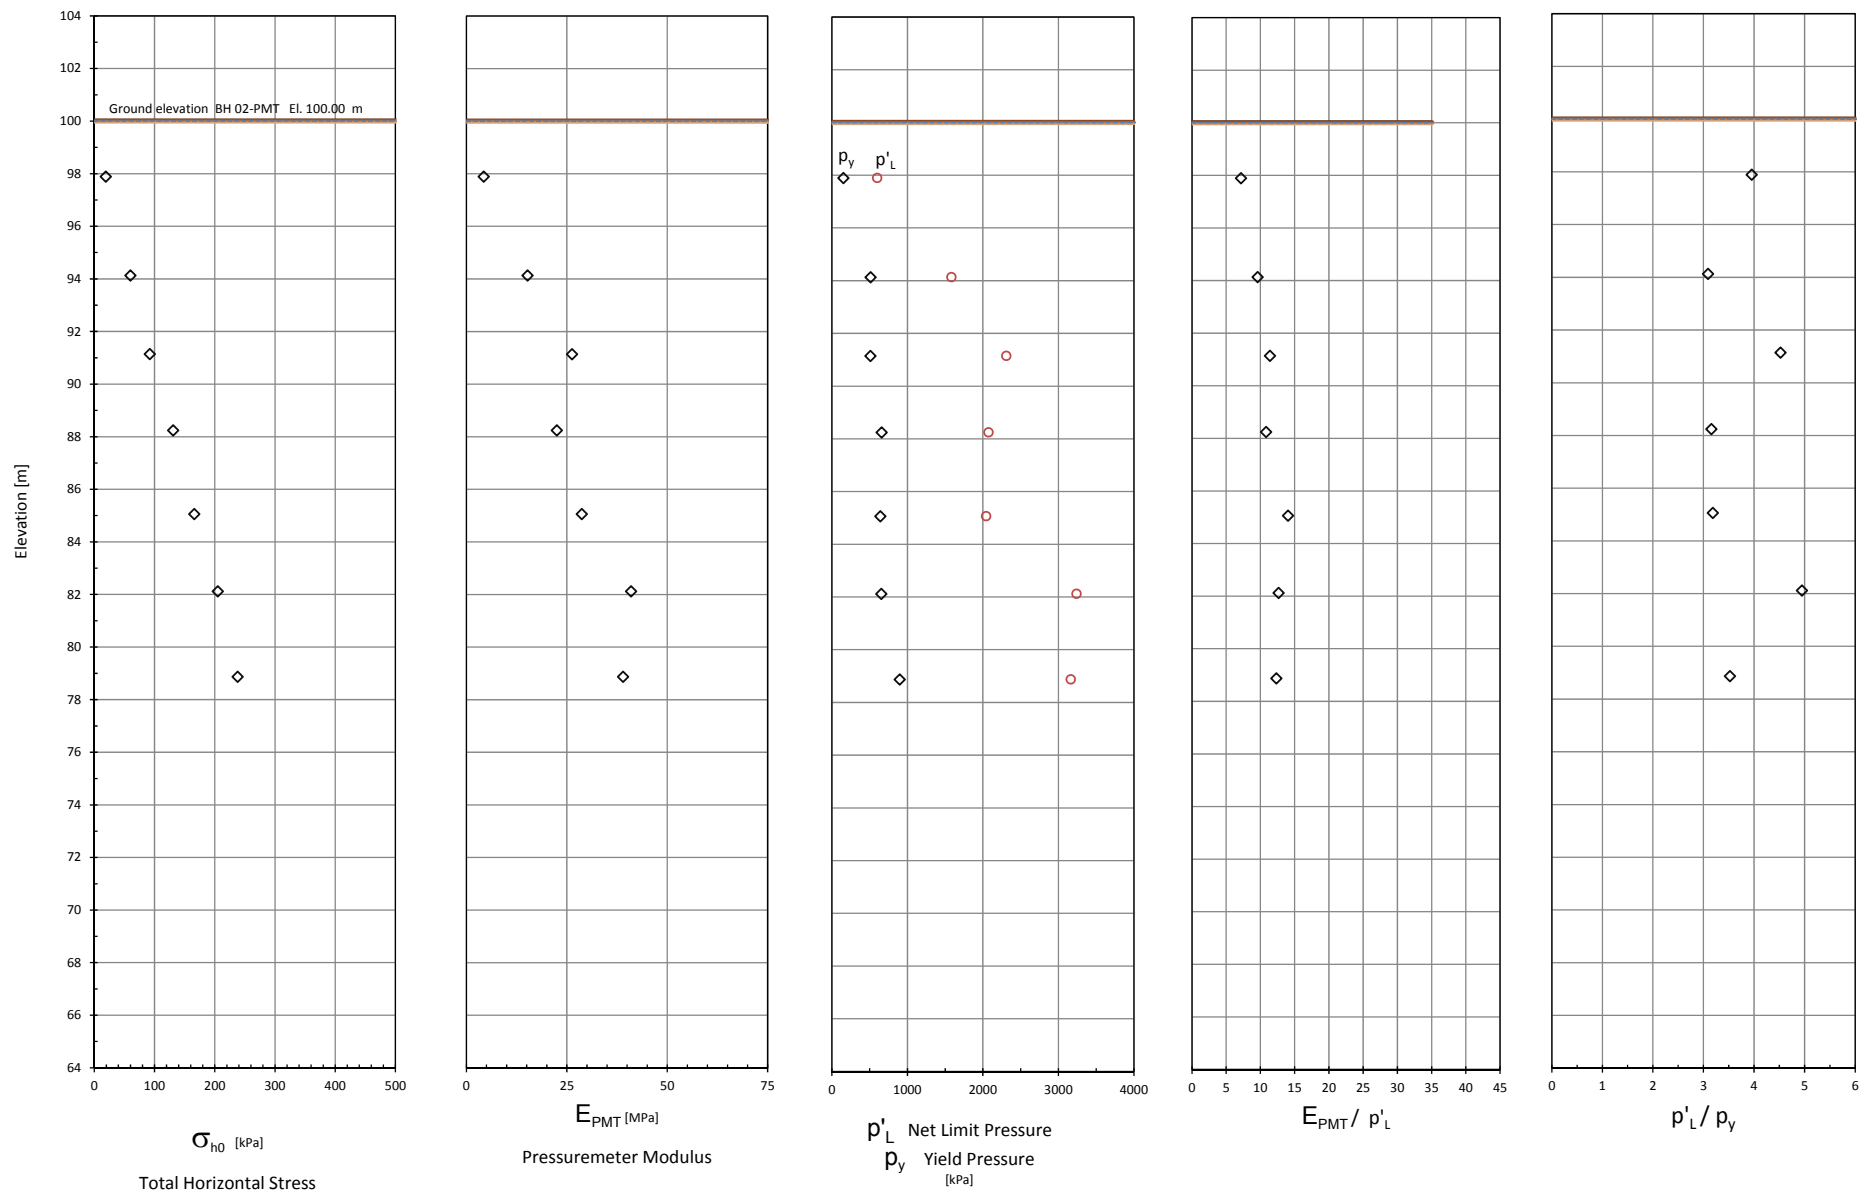 104
102
100
98
96
94
92
90
88
86
84
82
80
78
76
74
72
70
68
66
64
Elevation [m]
Ground elevation BH 02-PMT El. 100.00 m
0 100 200 300 400 500
σh0 [kPa]
Total Horizontal Stress
0 25 50 75
EPMT [MPa]
Pressuremeter Modulus
py p'L
0 1000 2000 3000 4000
p'L Net Limit Pressure
py Yield Pressure
[kPa]
0 5 10 15 20 25 30 35 40 45
EPMT / p'L
0 1 2 3 4 5 6
p'L / py